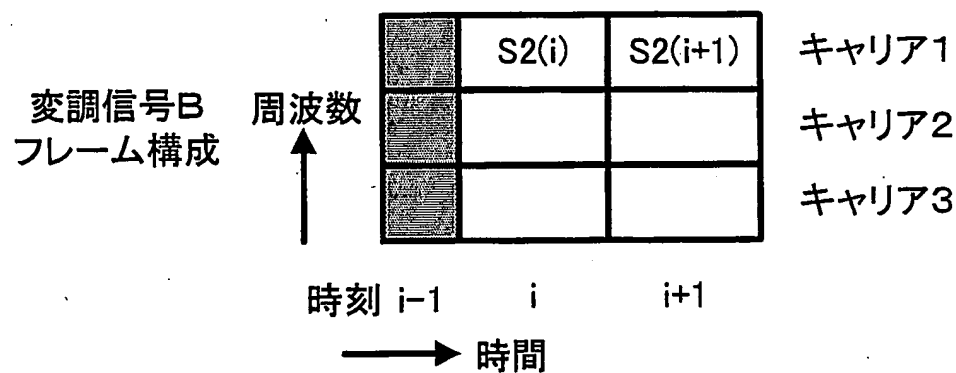 S2(i) S2(i+1) キャリア1
変調信号B
フレーム構成
周波数
キャリア2
キャリア3
時刻 i-1 i i+1
時間